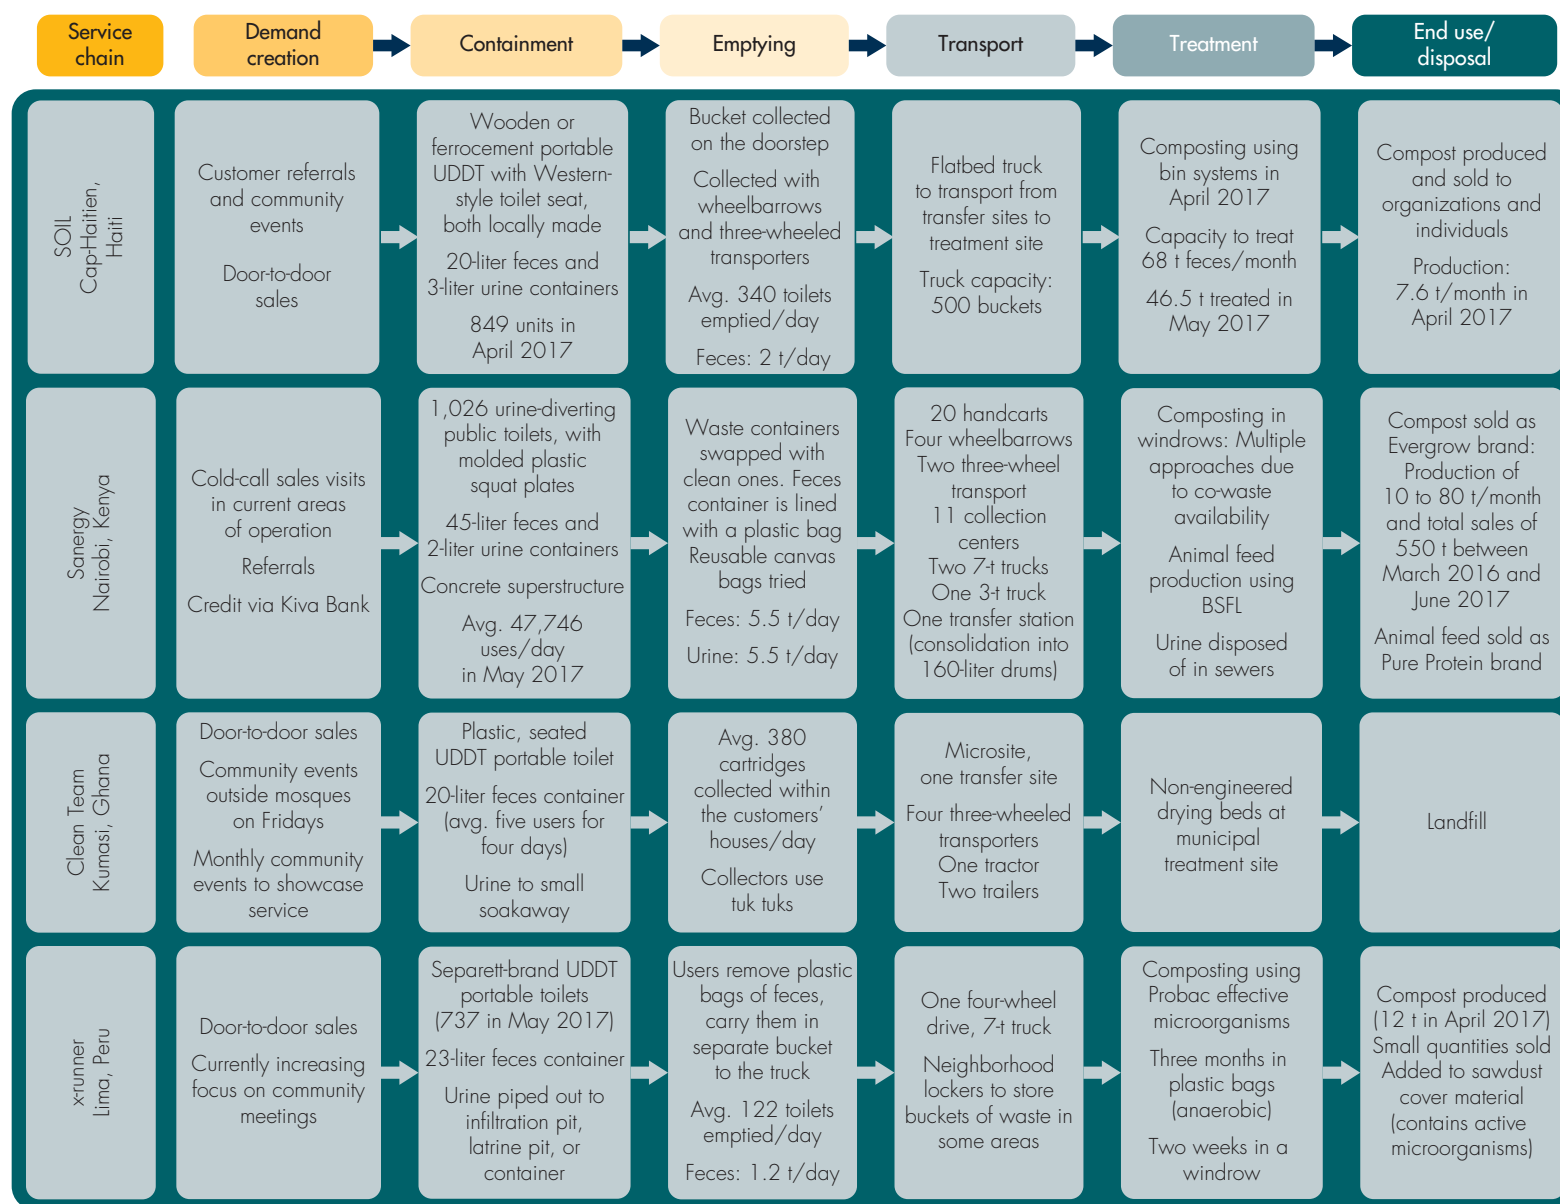 Service
chain
Demand
creation
Containment
Emptying
Transport
Treatment
End use/
disposal
SOIL
Cap-Haitien,
Haiti
Customer referrals
and community
events
Door-to-door
sales
Wooden or
ferrocement portable
UDDT with Western-
style toilet seat,
both locally made
20-liter feces and
3-liter urine containers
849 units in
April 2017
Bucket collected
on the doorstep
Collected with
wheelbarrows
and three-wheeled
transporters
Avg. 340 toilets
emptied/day
Feces: 2 t/day
Flatbed truck
to transport from
transfer sites to
treatment site
Truck capacity:
500 buckets
Composting using
bin systems in
April 2017
Capacity to treat
68 t feces/month
46.5 t treated in
May 2017
Compost produced
and sold to
organizations and
individuals
Production:
7.6 t/month in
April 2017
Sanergy
Nairobi, Kenya
Cold-call sales visits
in current areas
of operation
Referrals
Credit via Kiva Bank
1,026 urine-diverting
public toilets, with
molded plastic
squat plates
45-liter feces and
2-liter urine containers
Concrete superstructure
Avg. 47,746
uses/day
in May 2017
Waste containers
swapped with
clean ones. Feces
container is lined
with a plastic bag
Reusable canvas
bags tried
Feces: 5.5 t/day
Urine: 5.5 t/day
20 handcarts
Four wheelbarrows
Two three-wheel
transport
11 collection
centers
Two 7-t trucks
One 3-t truck
One transfer station
(consolidation into
160-liter drums)
Composting in
windrows: Multiple
approaches due
to co-waste
availability
Animal feed
production using
BSFL
Urine disposed
of in sewers
Compost sold as
Evergrow brand:
Production of
10 to 80 t/month
and total sales of
550 t between
March 2016 and
June 2017
Animal feed sold as
Pure Protein brand
Clean Team
Kumasi, Ghana
Door-to-door sales
Community events
outside mosques
on Fridays
Monthly community
events to showcase
service
Plastic, seated
UDDT portable toilet
20-liter feces container
(avg. five users for
four days)
Urine to small
soakaway
Avg. 380
cartridges
collected within
the customers’
houses/day
Collectors use
tuk tuks
Microsite,
one transfer site
Four three-wheeled
transporters
One tractor
Two trailers
Non-engineered
drying beds at
municipal
treatment site
Landfill
x-runner
Lima, Peru
Door-to-door sales
Currently increasing
focus on community
meetings
Separett-brand UDDT
portable toilets
(737 in May 2017)
23-liter feces container
Urine piped out to
infiltration pit,
latrine pit, or
container
Users remove plastic
bags of feces,
carry them in
separate bucket
to the truck
Avg. 122 toilets
emptied/day
Feces: 1.2 t/day
One four-wheel
drive, 7-t truck
Neighborhood
lockers to store
buckets of waste in
some areas
Composting using
Probac effective
microorganisms
Three months in
plastic bags
(anaerobic)
Two weeks in a
windrow
Compost produced
(12 t in April 2017)
Small quantities sold
Added to sawdust
cover material
(contains active
microorganisms)